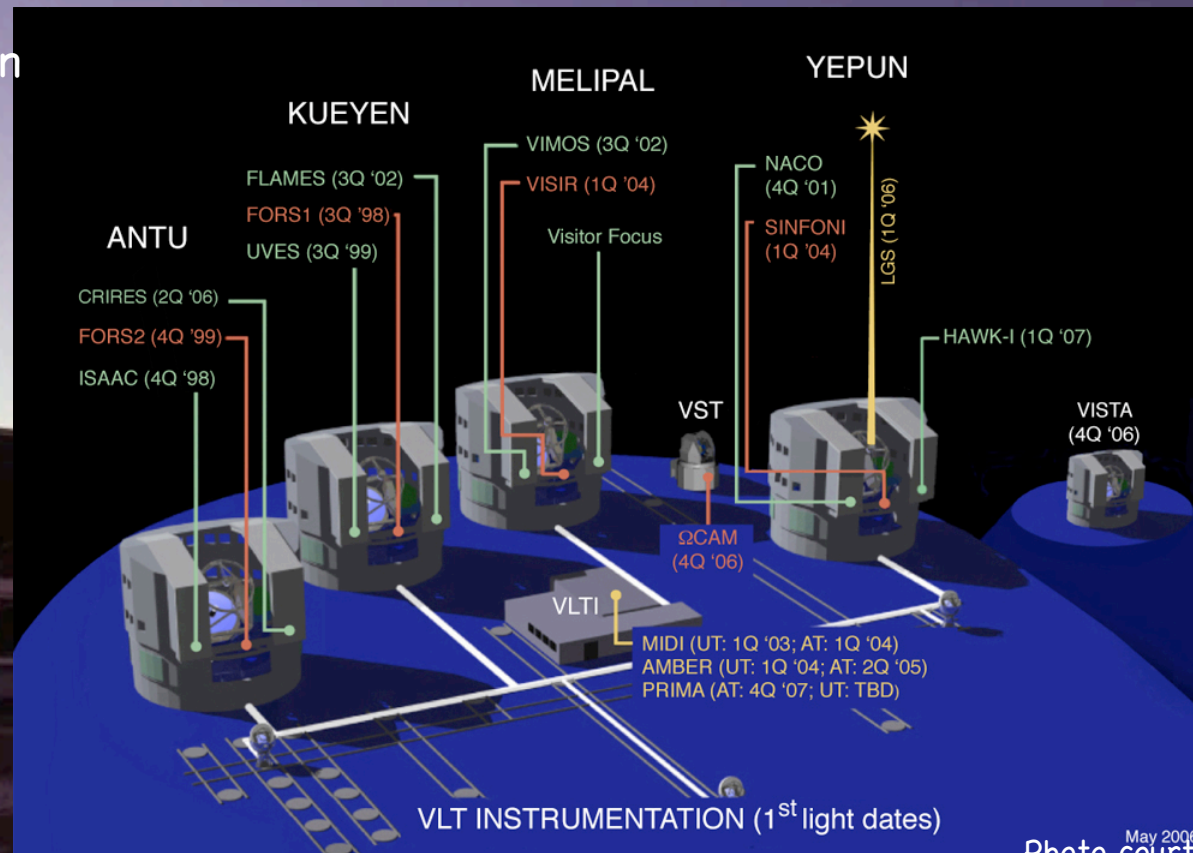 n
ANTU
CRIRES (2Q '06)
FORS2 (4Q '99)
ISAAC (4Q '98)
KUEYEN
FLAMES (3Q '02)
FORS1 (3Q '98)
UVES (3Q '99)
MELIPAL
VIMOS (3Q '02)
VISIR (1Q '04)
Visitor Focus
YEPUN
NACO
(4Q '01)
SINFONI
(1Q '04)
LGS (1Q '06)
HAWK-I (1Q '07)
VST
ΩCAM
(4Q '06)
VISTA
(4Q '06)
VLTI
MIDI (UT: 1Q '03; AT: 1Q '04)
AMBER (UT: 1Q '04; AT: 2Q '05)
PRIMA (AT: 4Q '07; UT: TBD)
VLT INSTRUMENTATION (1st light dates)
May 2006
Photo court